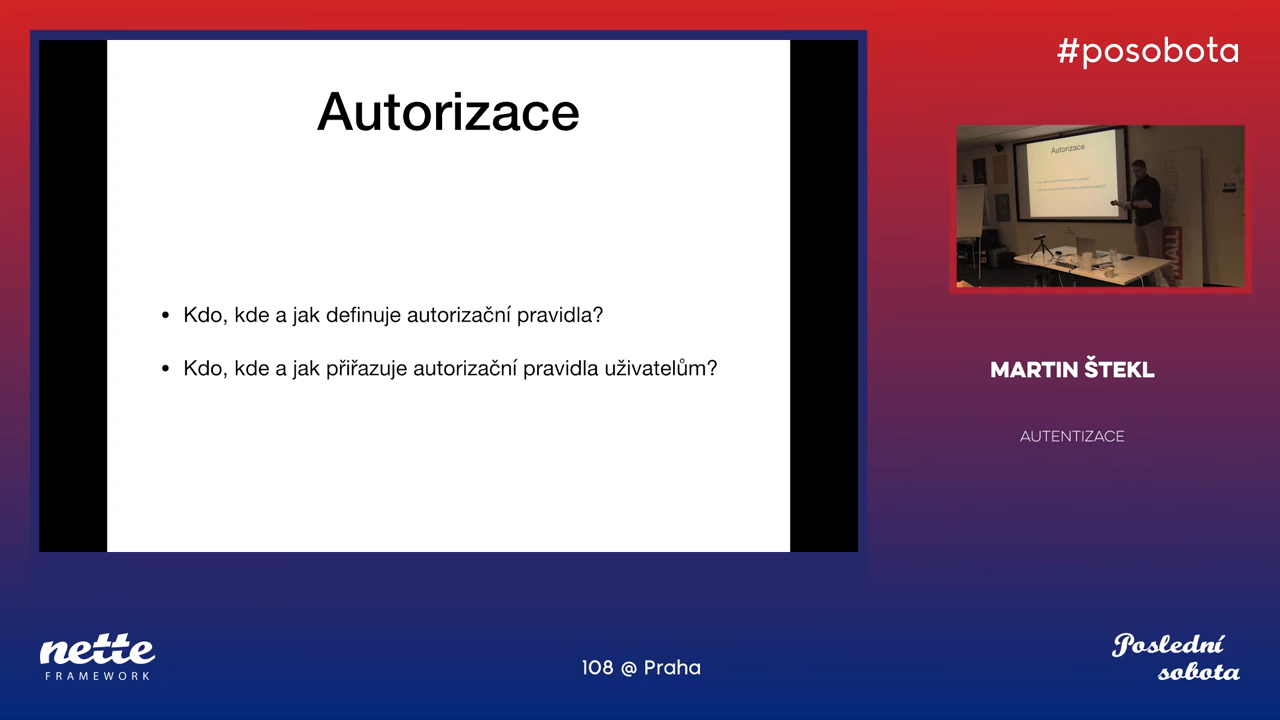 #posobota
Autorizace
• Kdo, kde a jak definuje autorizační pravidla?
• Kdo, kde a jak přiřazuje autorizační pravidla uživatelům?
Autorizace
MARTIN ŠTEKL
AUTENTIZACE
nette
FRAMEWORK
108 @ Praha
Poslední
sobota